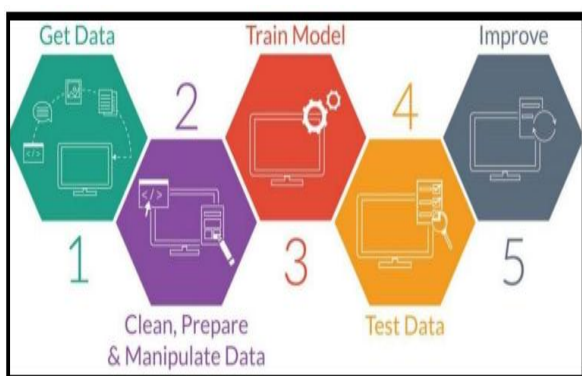 Get Data
1
2
Clean, Prepare
& Manipulate Data
Train Model
3
4
Test Data
Improve
5